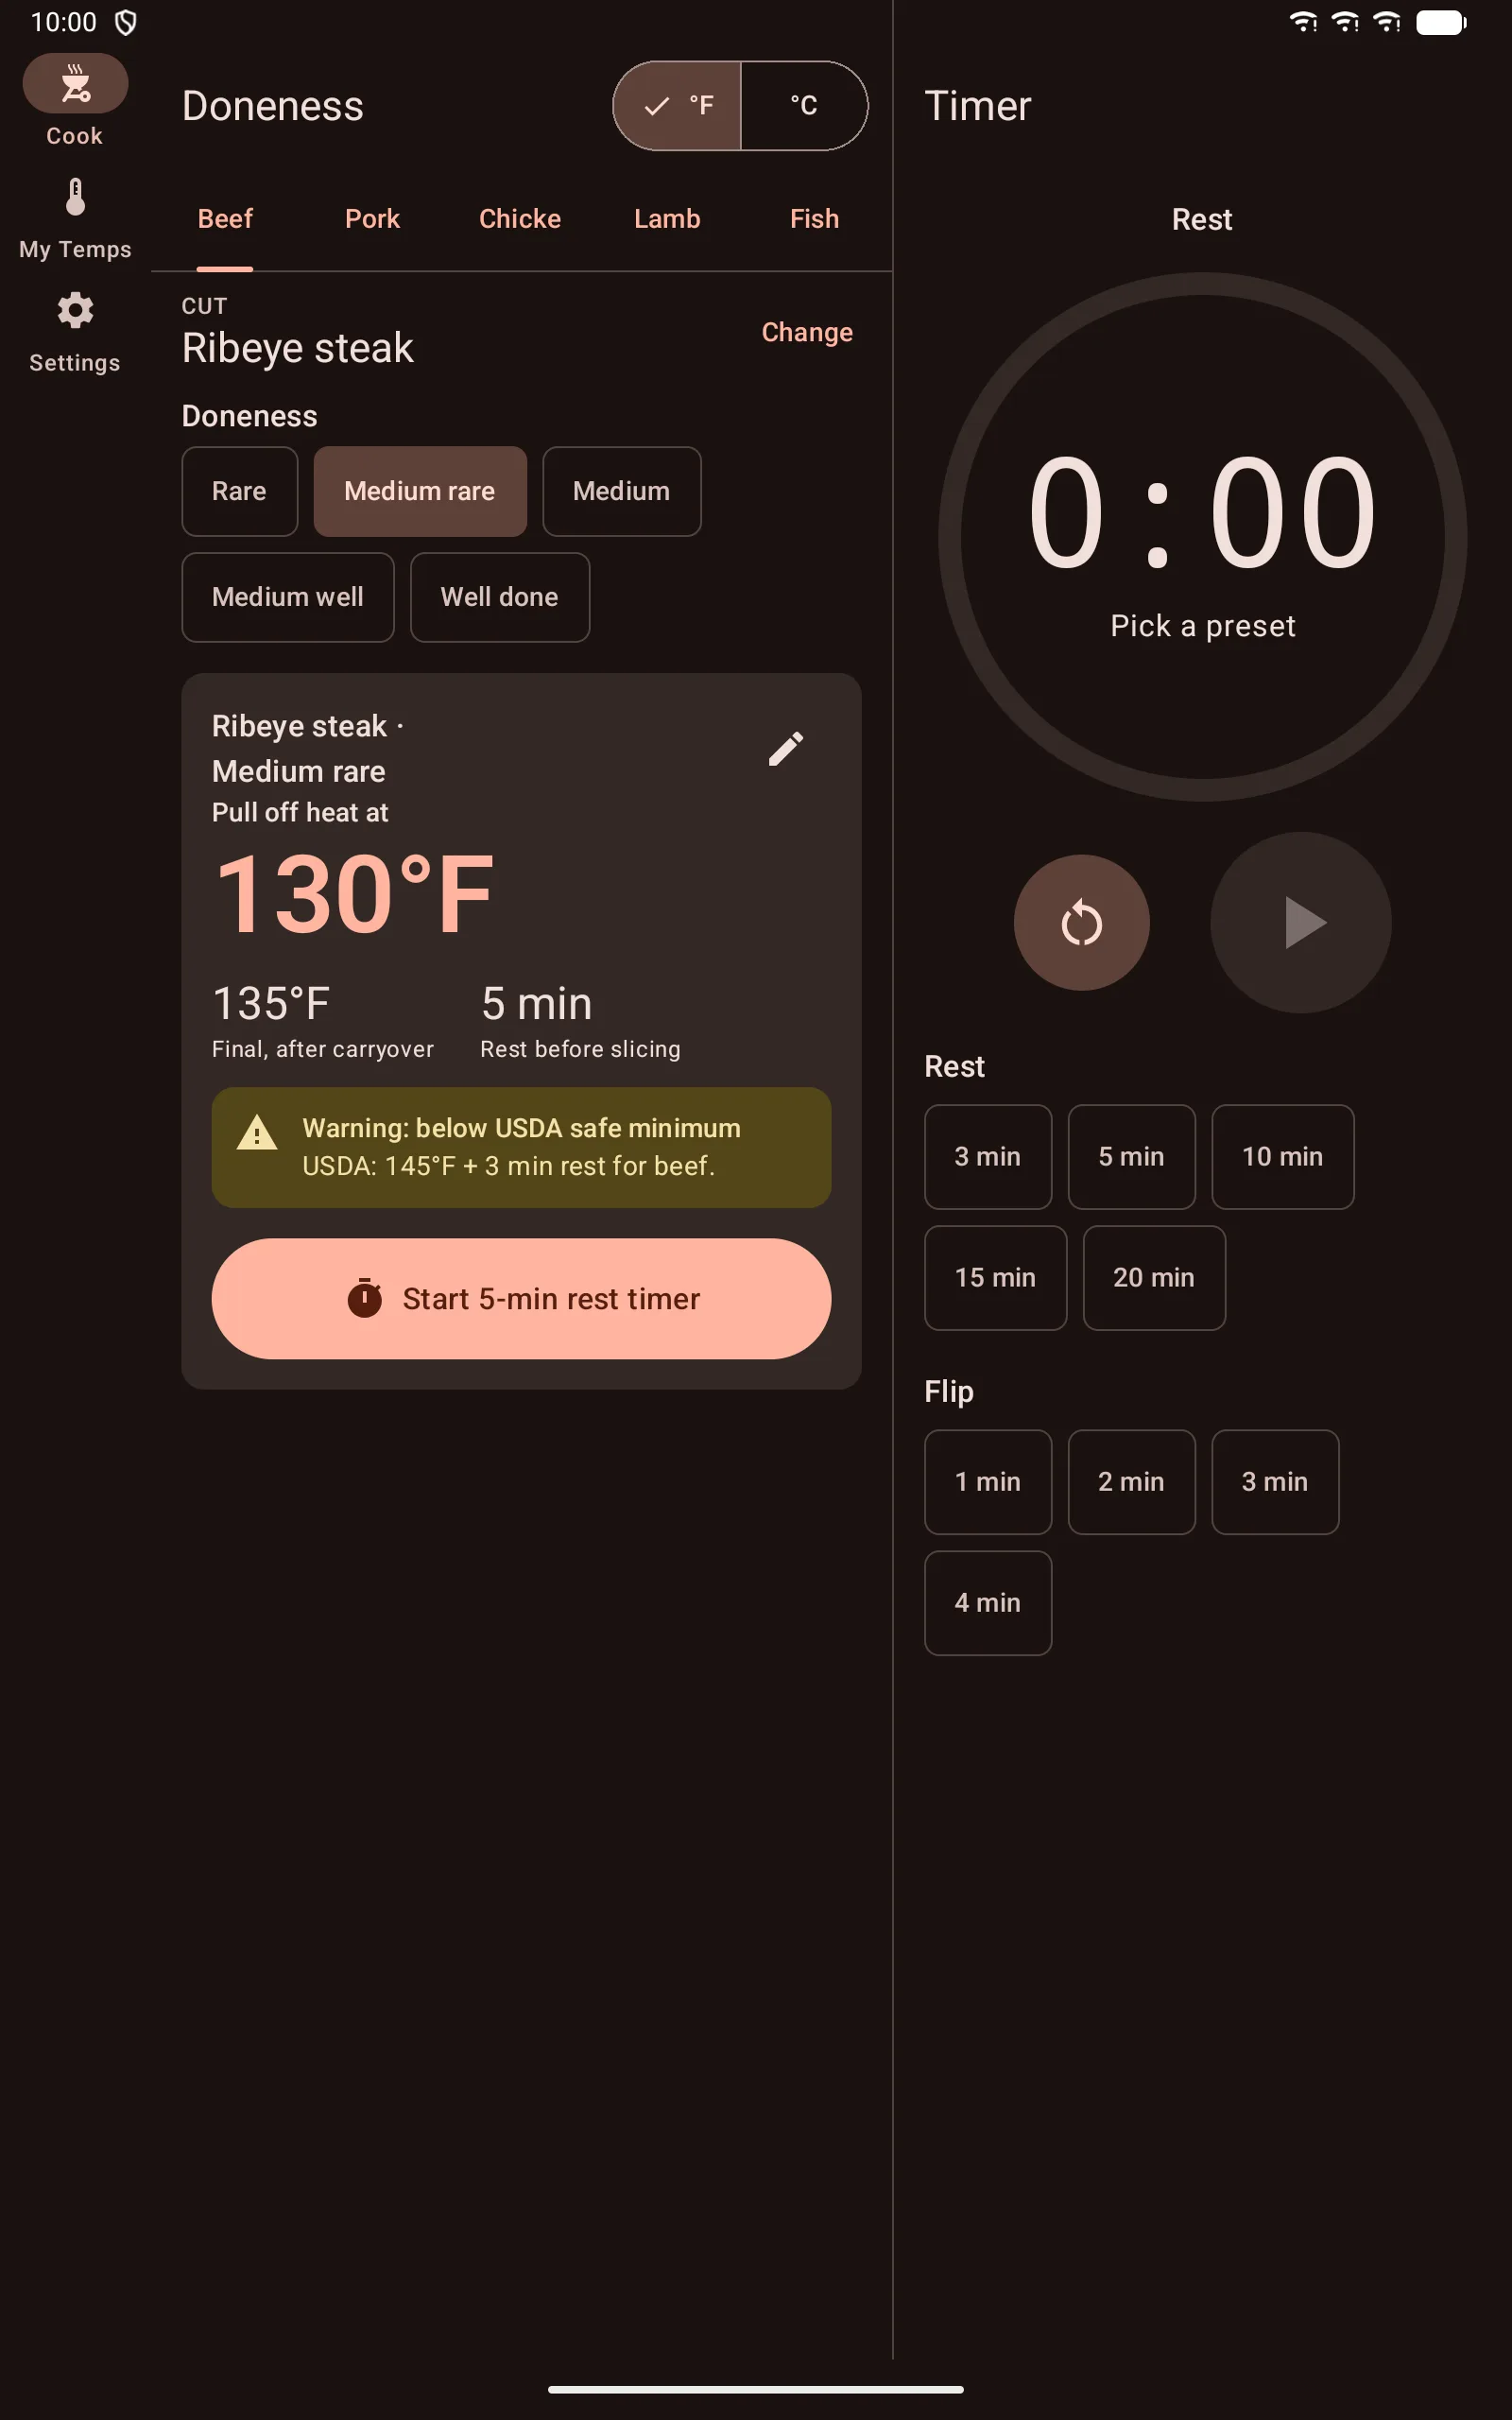 10:00
Cook
My Temps
Settings
Doneness
°F
°C
Beef
Pork
Chicke
Lamb
Fish
CUT
Ribeye steak
Change
Doneness
Rare
Medium rare
Medium
Medium well
Well done
Ribeye steak ·
Medium rare
Pull off heat at
130°F
135°F
Final, after carryover
5 min
Rest before slicing
Warning: below USDA safe minimum
USDA: 145°F + 3 min rest for beef.
Start 5-min rest timer
Timer
Rest
0:00
Pick a preset
Rest
3 min
5 min
10 min
15 min
20 min
Flip
1 min
2 min
3 min
4 min